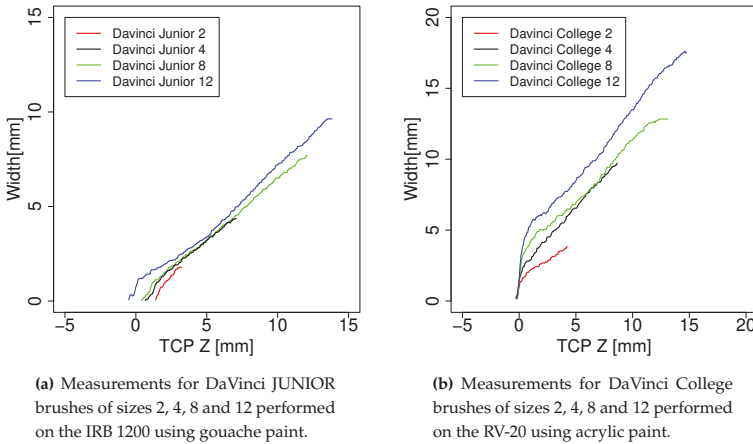 15
10
5
0
Width[mm]
Davinci Junior 2
Davinci Junior 4
Davinci Junior 8
Davinci Junior 12
−5
0
5
10
15
TCP Z [mm]
20
15
10
5
0
Width[mm]
Davinci College 2
Davinci College 4
Davinci College 8
Davinci College 12
−5
0
5
10
15
20
TCP Z [mm]
(a) Measurements for DaVinci JUNIOR
brushes of sizes 2, 4, 8 and 12 performed
on the IRB 1200 using gouache paint.
(b) Measurements for DaVinci College
brushes of sizes 2, 4, 8 and 12 performed
on the RV-20 using acrylic paint.